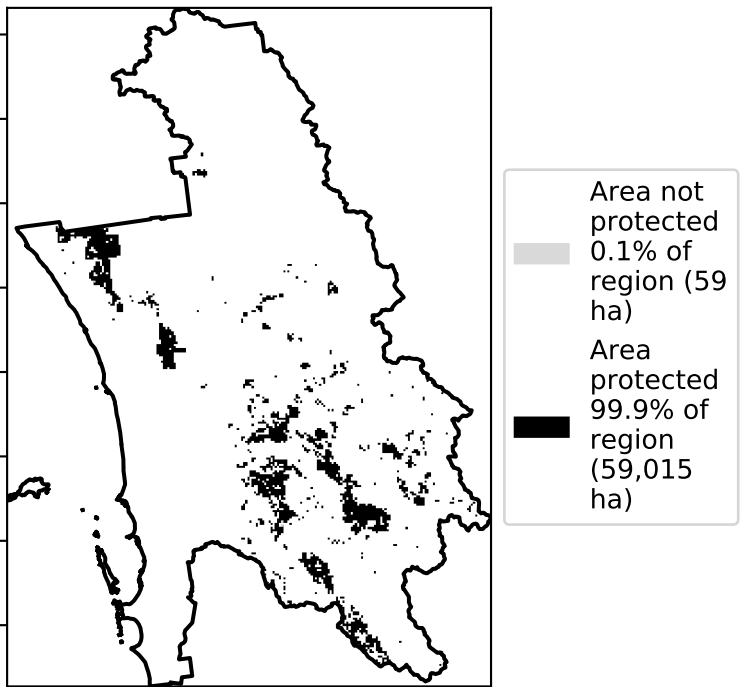 Area not
protected
0.1% of
region (59
ha)
Area
protected
99.9% of
region
(59,015
ha)